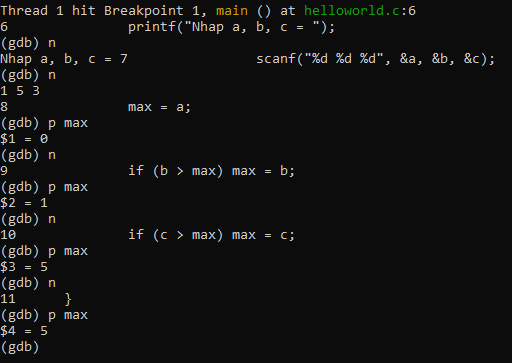 Thread 1 hit Breakpoint 1, main () at helloworld.c:6
6               printf("Nhap a, b, c = ");
(gdb) n
Nhap a, b, c = 7                scanf("%d %d %d", &a, &b, &c);
(gdb) n
1 5 3
8               max = a;
(gdb) p max
$1 = 0
(gdb) n
9               if (b > max) max = b;
(gdb) p max
$2 = 1
(gdb) n
10              if (c > max) max = c;
(gdb) p max
$3 = 5
(gdb) n
11      }
(gdb) p max
$4 = 5
(gdb)